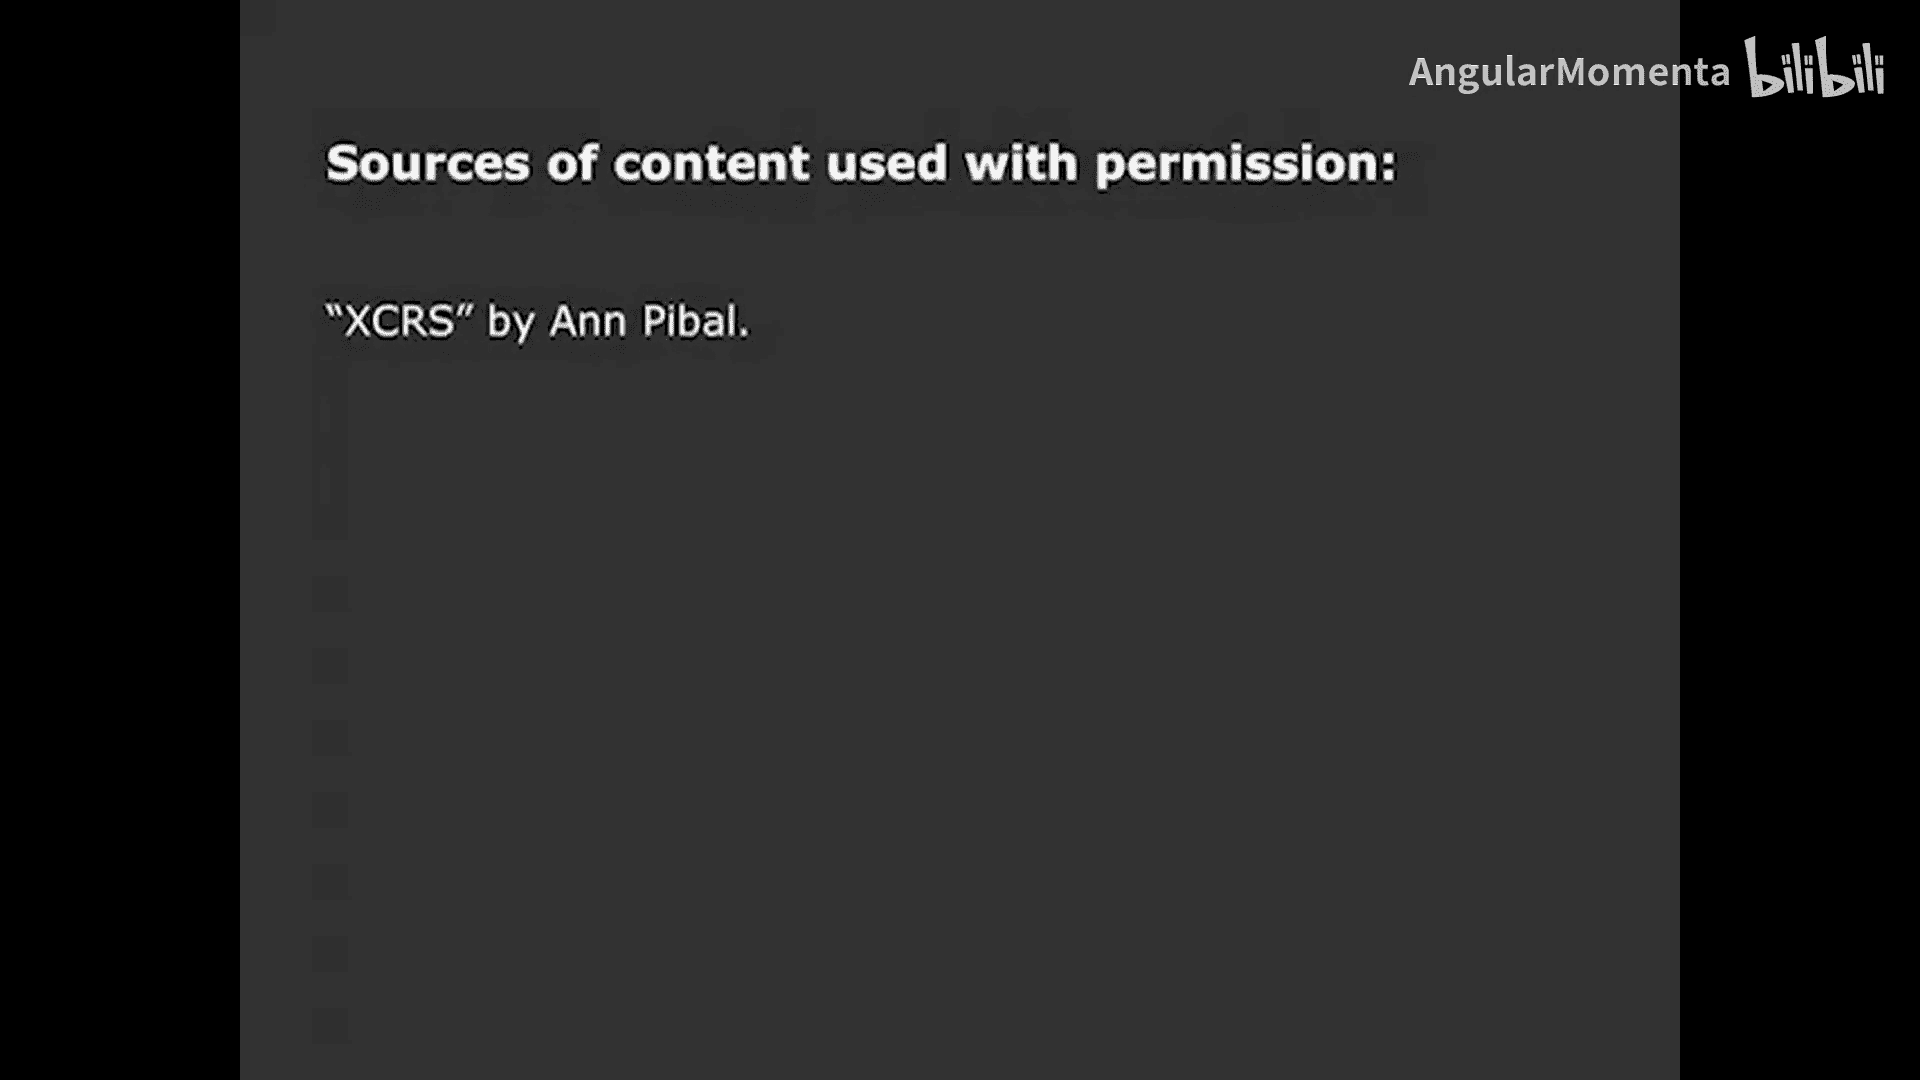 AngularMomenta bilibili
Sources of content used with permission:
“XCRS” by Ann Pibal.